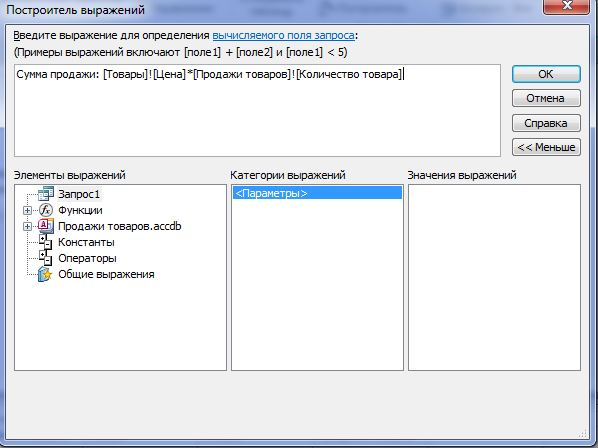 Построитель выражений
Введите выражение для определения вычисляемого поля запроса:
(Примеры выражений включают [поле1] + [поле2] и [поле1] < 5)
Сумма продажи: [Товары]![Цена]*[Продажи товаров]![Количество товара]
ОК
Отмена
Справка
<< Меньше
Элементы выражений
Категории выражений
Значения выражений
Запрос1
Функции
Продажи товаров.accdb
Константы
Операторы
Общие выражения
<Параметры>